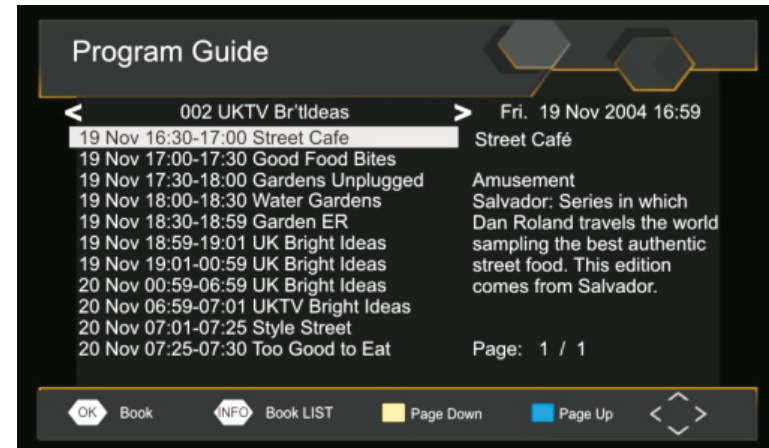 Program Guide
< 002 UKTV Br'tIdeas > Fri. 19 Nov 2004 16:59
19 Nov 16:30-17:00 Street Cafe
19 Nov 17:00-17:30 Good Food Bites
19 Nov 17:30-18:00 Gardens Unplugged
19 Nov 18:00-18:30 Water Gardens
19 Nov 18:30-18:59 Garden ER
19 Nov 18:59-19:01 UK Bright Ideas
19 Nov 19:01-00:59 UK Bright Ideas
20 Nov 00:59-06:59 UK Bright Ideas
20 Nov 06:59-07:01 UKTV Bright Ideas
20 Nov 07:01-07:25 Style Street
20 Nov 07:25-07:30 Too Good to Eat
Street Café
Amusement
Salvador: Series in which
Dan Roland travels the world
sampling the best authentic
street food. This edition
comes from Salvador.
Page: 1 / 1
OK Book INFO Book LIST Page Down Page Up